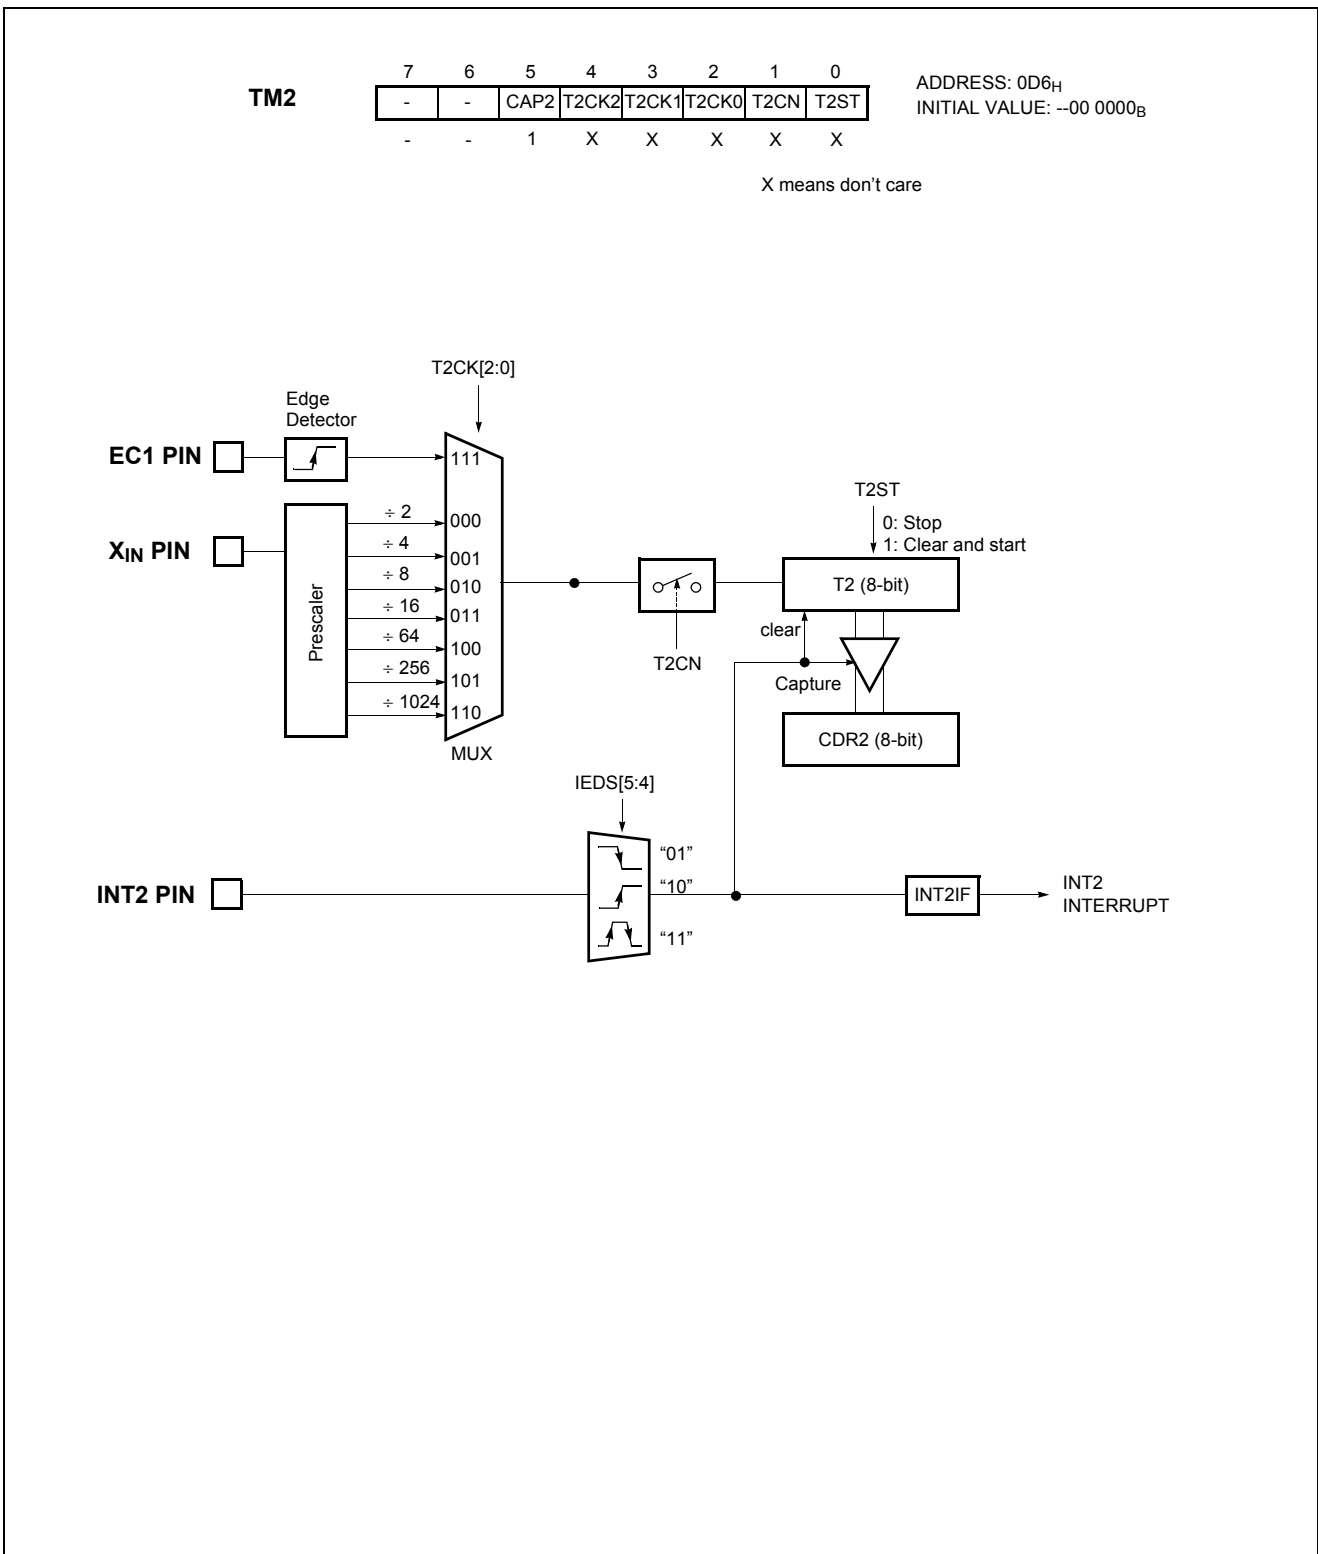 7 6 5 4 3 2 1 0
TM2 - - CAP2 T2CK2 T2CK1 T2CK0 T2CN T2ST
- - 1 X X X X X
ADDRESS: 0D6H
INITIAL VALUE: --00 0000B
X means don’t care
T2CK[2:0]
Edge
Detector
EC1 PIN
111
XIN PIN
Prescaler
÷ 2 000
÷ 4 001
÷ 8 010
÷ 16 011
÷ 64 100
÷ 256 101
÷ 1024 110
MUX
T2CN
T2ST
0: Stop
1: Clear and start
T2 (8-bit)
clear
Capture
CDR2 (8-bit)
IEDS[5:4]
“01”
“10”
“11”
INT2 PIN
INT2IF
INT2
INTERRUPT